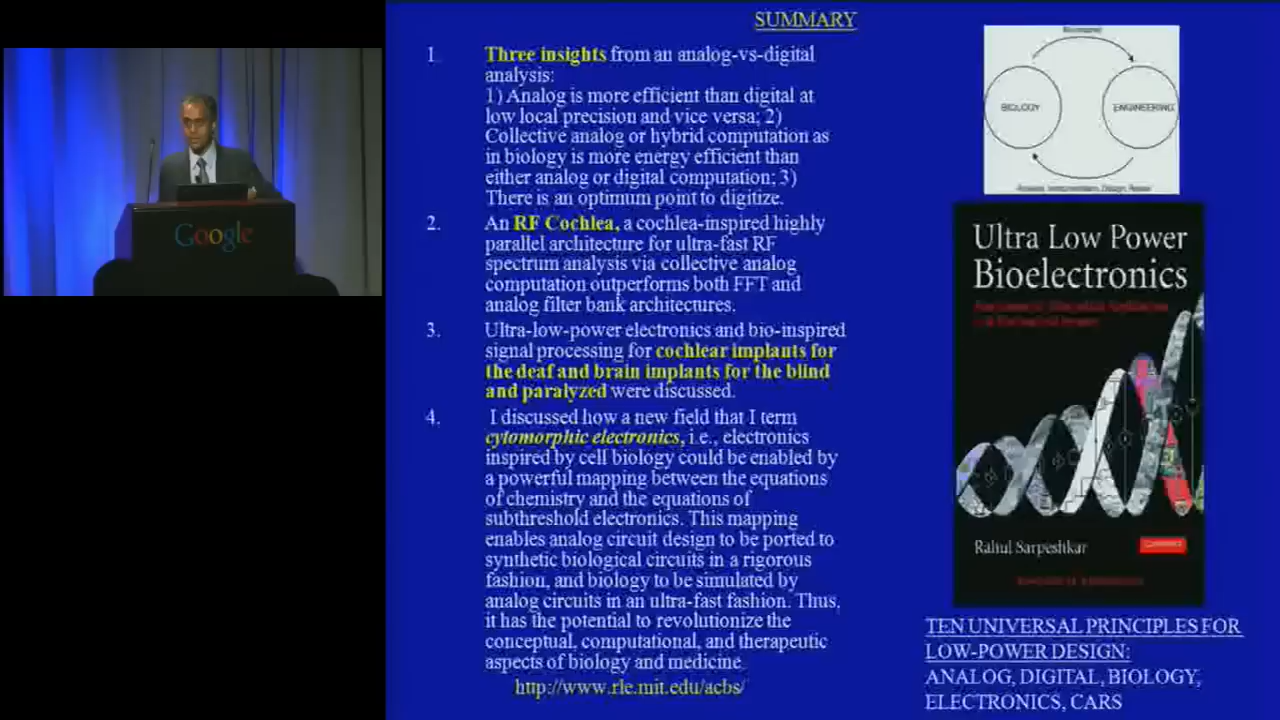 Google
SUMMARY
1. Three insights from an analog-vs-digital
analysis:
1) Analog is more efficient than digital at
low local precision and vice versa; 2)
Collective analog or hybrid computation as
in biology is more energy efficient than
either analog or digital computation; 3)
There is an optimum point to digitize.
2. An RF Cochlea, a cochlea-inspired highly
parallel architecture for ultra-fast RF
spectrum analysis via collective analog
computation outperforms both FFT and
analog filter bank architectures.
3. Ultra-low-power electronics and bio-inspired
signal processing for cochlear implants for
the deaf and brain implants for the blind
and paralyzed were discussed.
4. I discussed how a new field that I term
cytomorphic electronics, i.e., electronics
inspired by cell biology could be enabled by
a powerful mapping between the equations
of chemistry and the equations of
subthreshold electronics. This mapping
enables analog circuit design to be ported to
synthetic biological circuits in a rigorous
fashion, and biology to be simulated by
analog circuits in an ultra-fast fashion. Thus,
it has the potential to revolutionize the
conceptual, computational, and therapeutic
aspects of biology and medicine.
http://www.rle.mit.edu/acbs/
BIOLOGY
ENGINEERING
Ultra Low Power
Bioelectronics
Rahul Sarpeshkar
TEN UNIVERSAL PRINCIPLES FOR
LOW-POWER DESIGN:
ANALOG, DIGITAL, BIOLOGY,
ELECTRONICS, CARS